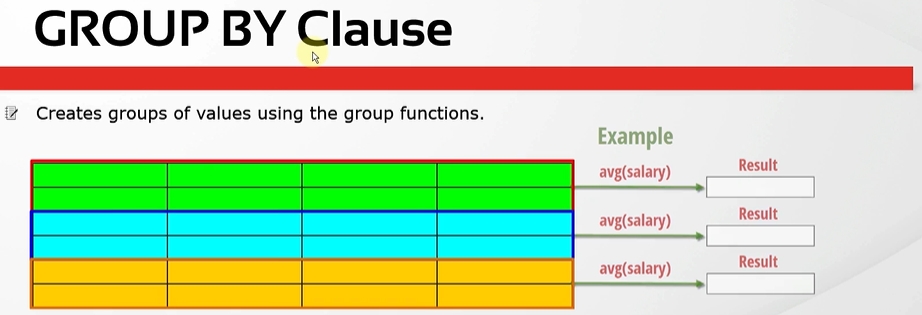 GROUP BY Clause
Creates groups of values using the group functions.
Example
avg(salary)
Result
avg(salary)
Result
avg(salary)
Result